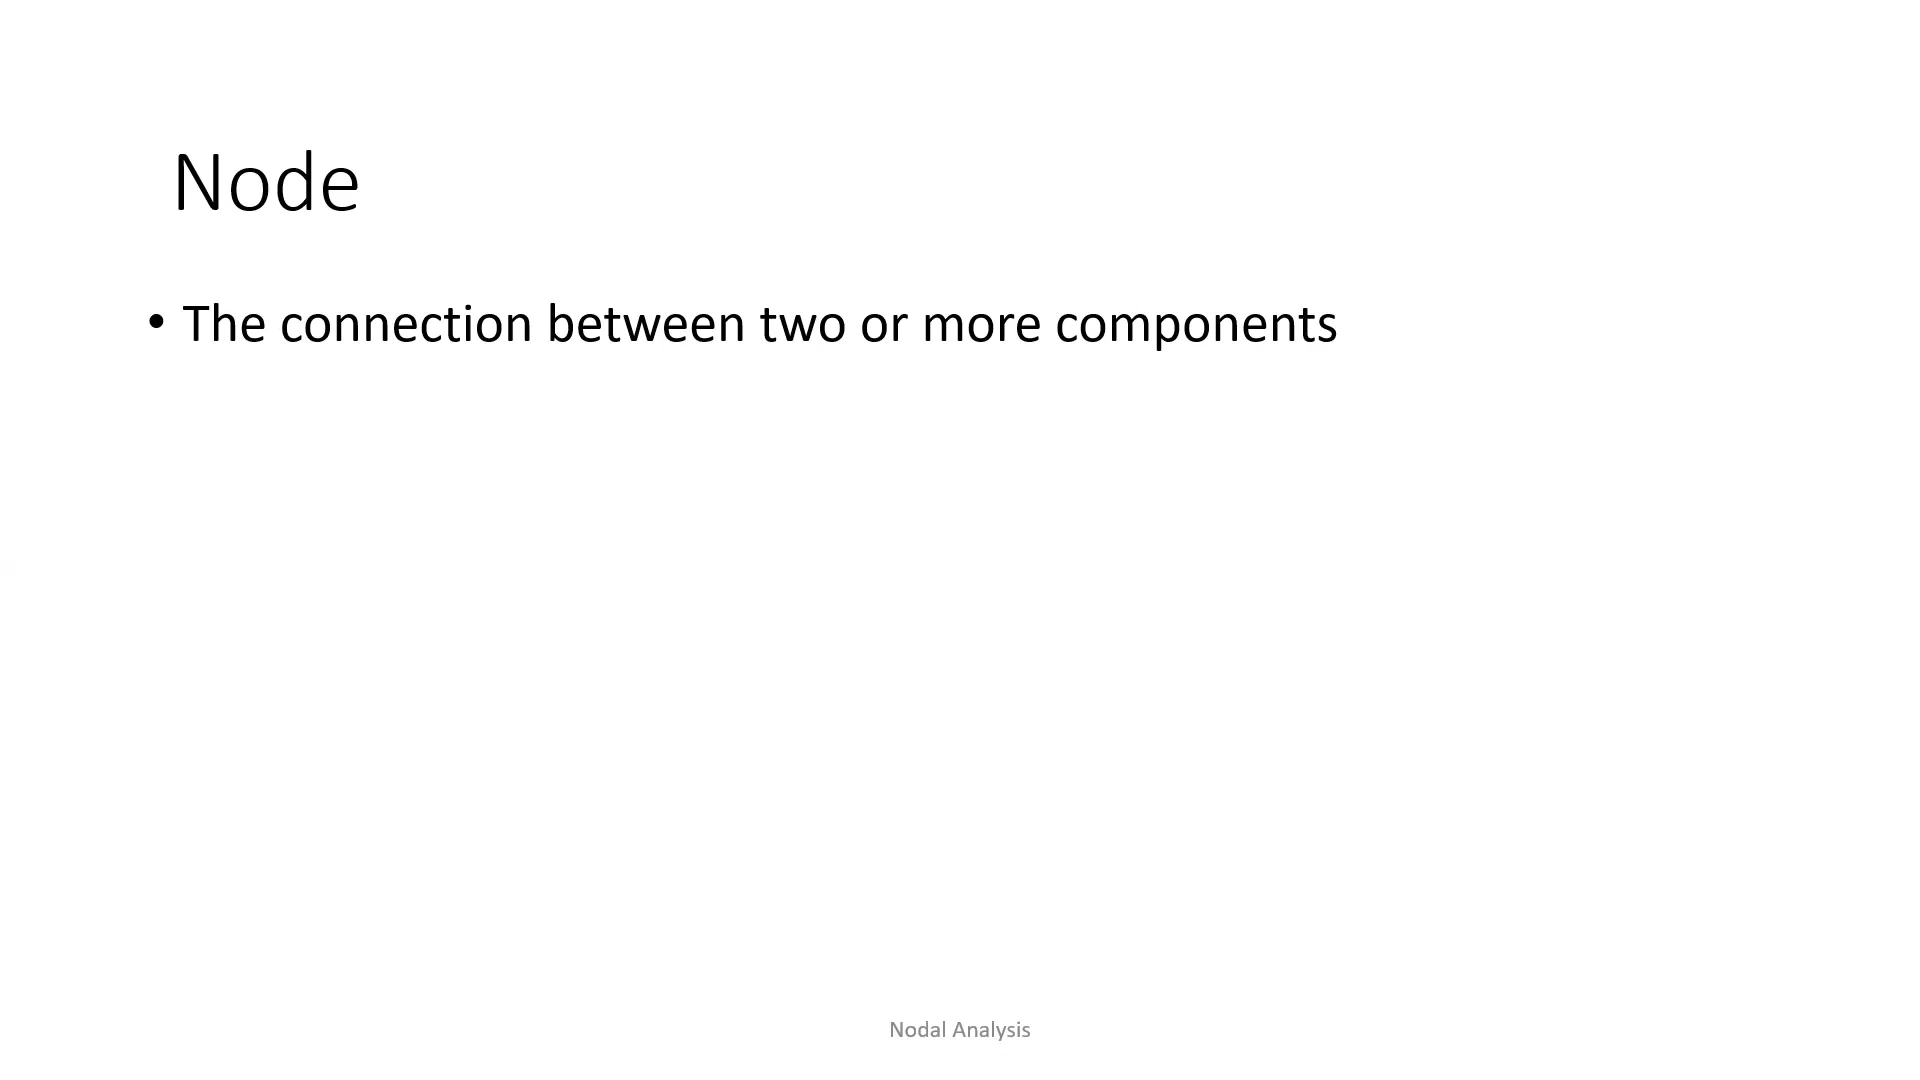 Node
• The connection between two or more components
Nodal Analysis